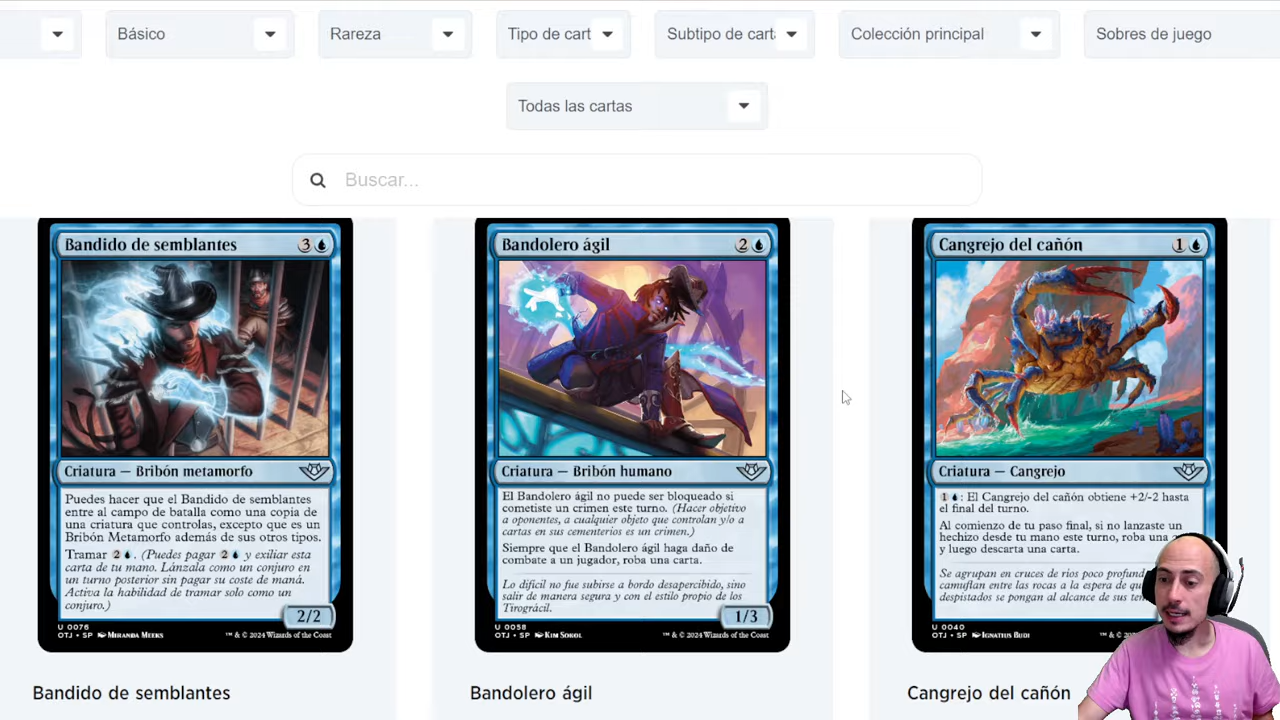 Básico
Rareza
Tipo de cart
Subtipo de carta
Colección principal
Sobres de juego
Todas las cartas
Buscar...
Bandido de semblantes 3
Criatura — Bribón metamorfo
Puedes hacer que el Bandido de semblantes
entre al campo de batalla como una copia
de una criatura que controlas, excepto que es un
Bribón Metamorfo además de sus otros tipos.
Tramar 2. (Puedes pagar 2 y exiliar esta
carta de tu mano. Lánzala como un conjuro en
un turno posterior sin pagar su coste de maná.
Activa la habilidad de tramar solo como un
conjuro.)
2/2
U 0076
OTJ • SP Miranda Meeks ™ & © 2024 Wizards of the Coast
Bandido de semblantes
Bandolero ágil 2
Criatura — Bribón humano
El Bandolero ágil no puede ser bloqueado si
cometiste un crimen este turno. (Hacer objetivo
a oponentes, a cualquier objeto que controlan y/o a
cartas en sus cementerios es un crimen.)
Siempre que el Bandolero ágil haga daño de
combate a un jugador, roba una carta.
Lo difícil no fue subirse a bordo desapercibido, sino
salir de manera segura y con el estilo propio de los
Tirográcil.
1/3
U 0058
OTJ • SP Kim Sokol ™ & © 2024 Wizards of the Coast
Bandolero ágil
Cangrejo del cañón 1
Criatura — Cangrejo
1: El Cangrejo del cañón obtiene +2/-2 hasta
el final del turno.
Al comienzo de tu paso final, si no lanzaste un
hechizo desde tu mano este turno, roba una
y luego descarta una carta.
Se agrupan en cruces de ríos poco profund
camuflan entre las rocas a la espera de qu
despistados se pongan al alcance de sus
U 0040
OTJ • SP Ignatius Budi ™ & © 2
Cangrejo del cañón